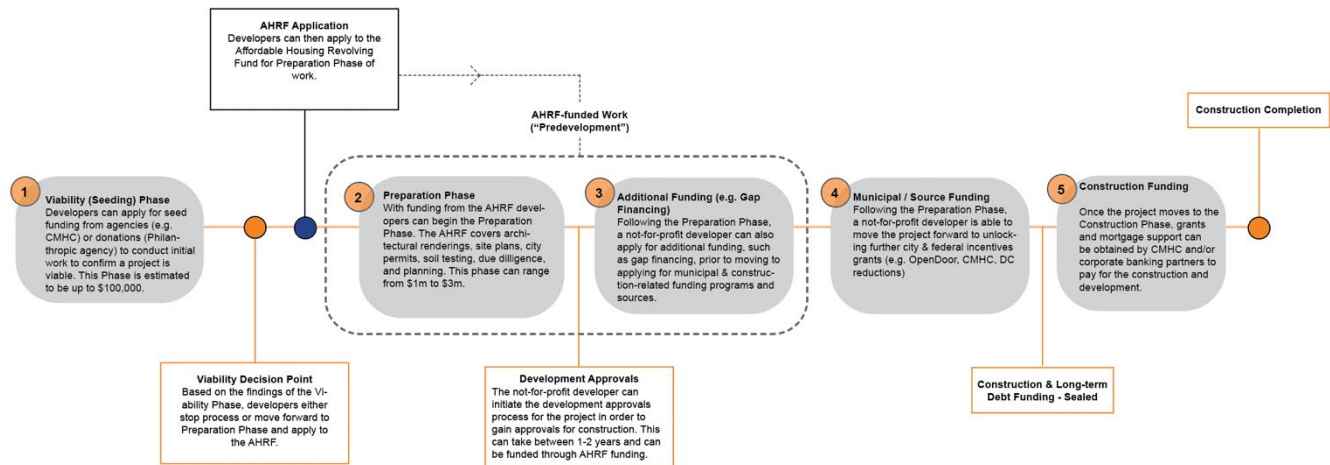 AHRF Application
Developers can then apply to the
Affordable Housing Revolving
Fund for Preparation Phase of
work.
AHRF-funded Work
("Predevelopment")
Construction Completion
1
Viability (Seeding) Phase
Developers can apply for seed
funding from agencies (e.g.
CMHC) or donations (Philan-
thropic agency) to conduct initial
work to confirm a project is
viable. This Phase is estimated
to be up to $100,000.
2
Preparation Phase
With funding from the AHRF devel-
opers can begin the Preparation
Phase. The AHRF covers archi-
tectural renderings, site plans, city
permits, soil testing, due dilligence,
and planning. This phase can range
from $1m to $3m.
3
Additional Funding (e.g. Gap
Financing)
Following the Preparation Phase,
a not-for-profit developer can also
apply for additional funding, such
as gap financing, prior to moving to
applying for municipal & construc-
tion-related funding programs and
sources.
4
Municipal / Source Funding
Following the Preparation Phase,
a not-for-profit developer is able to
move the project forward to unlock-
ing further city & federal incentives
grants (e.g. OpenDoor, CMHC, DC
reductions)
5
Construction Funding
Once the project moves to the
Construction Phase, grants
and mortgage support can
be obtained by CMHC and/or
corporate banking partners to
pay for the construction and
development.
Viability Decision Point
Based on the findings of the Vi-
ability Phase, developers either
stop process or move forward to
Preparation Phase and apply to
the AHRF.
Development Approvals
The not-for-profit developer can
initiate the development approvals
process for the project in order to
gain approvals for construction. This
can take between 1-2 years and can
be funded through AHRF funding.
Construction & Long-term
Debt Funding - Sealed